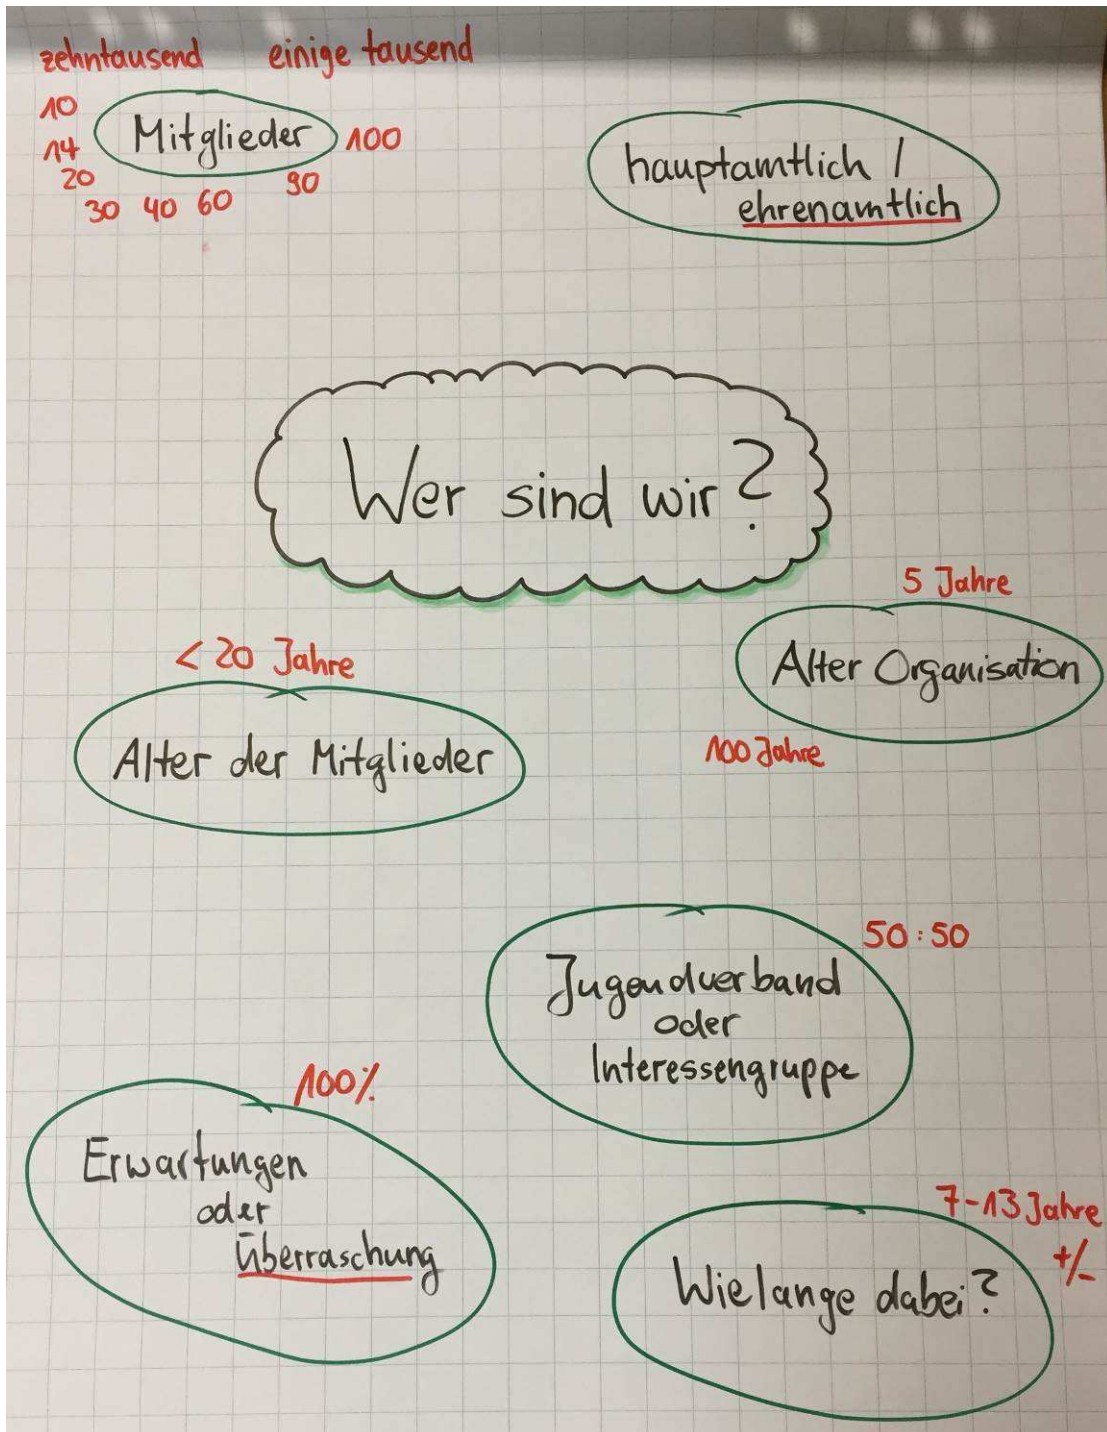 zehntausend einige tausend
10
Mitglieder
14
100
20
90
30 40 60
hauptamtlich /
ehrenamtlich
Wer sind wir?
5 Jahre
Alter Organisation
100 Jahre
< 20 Jahre
Alter der Mitglieder
50:50
Jugendverband
oder
Interessengruppe
100%
Erwartungen
oder
Überraschung
7-13 Jahre
+/-
Wie lange dabei?